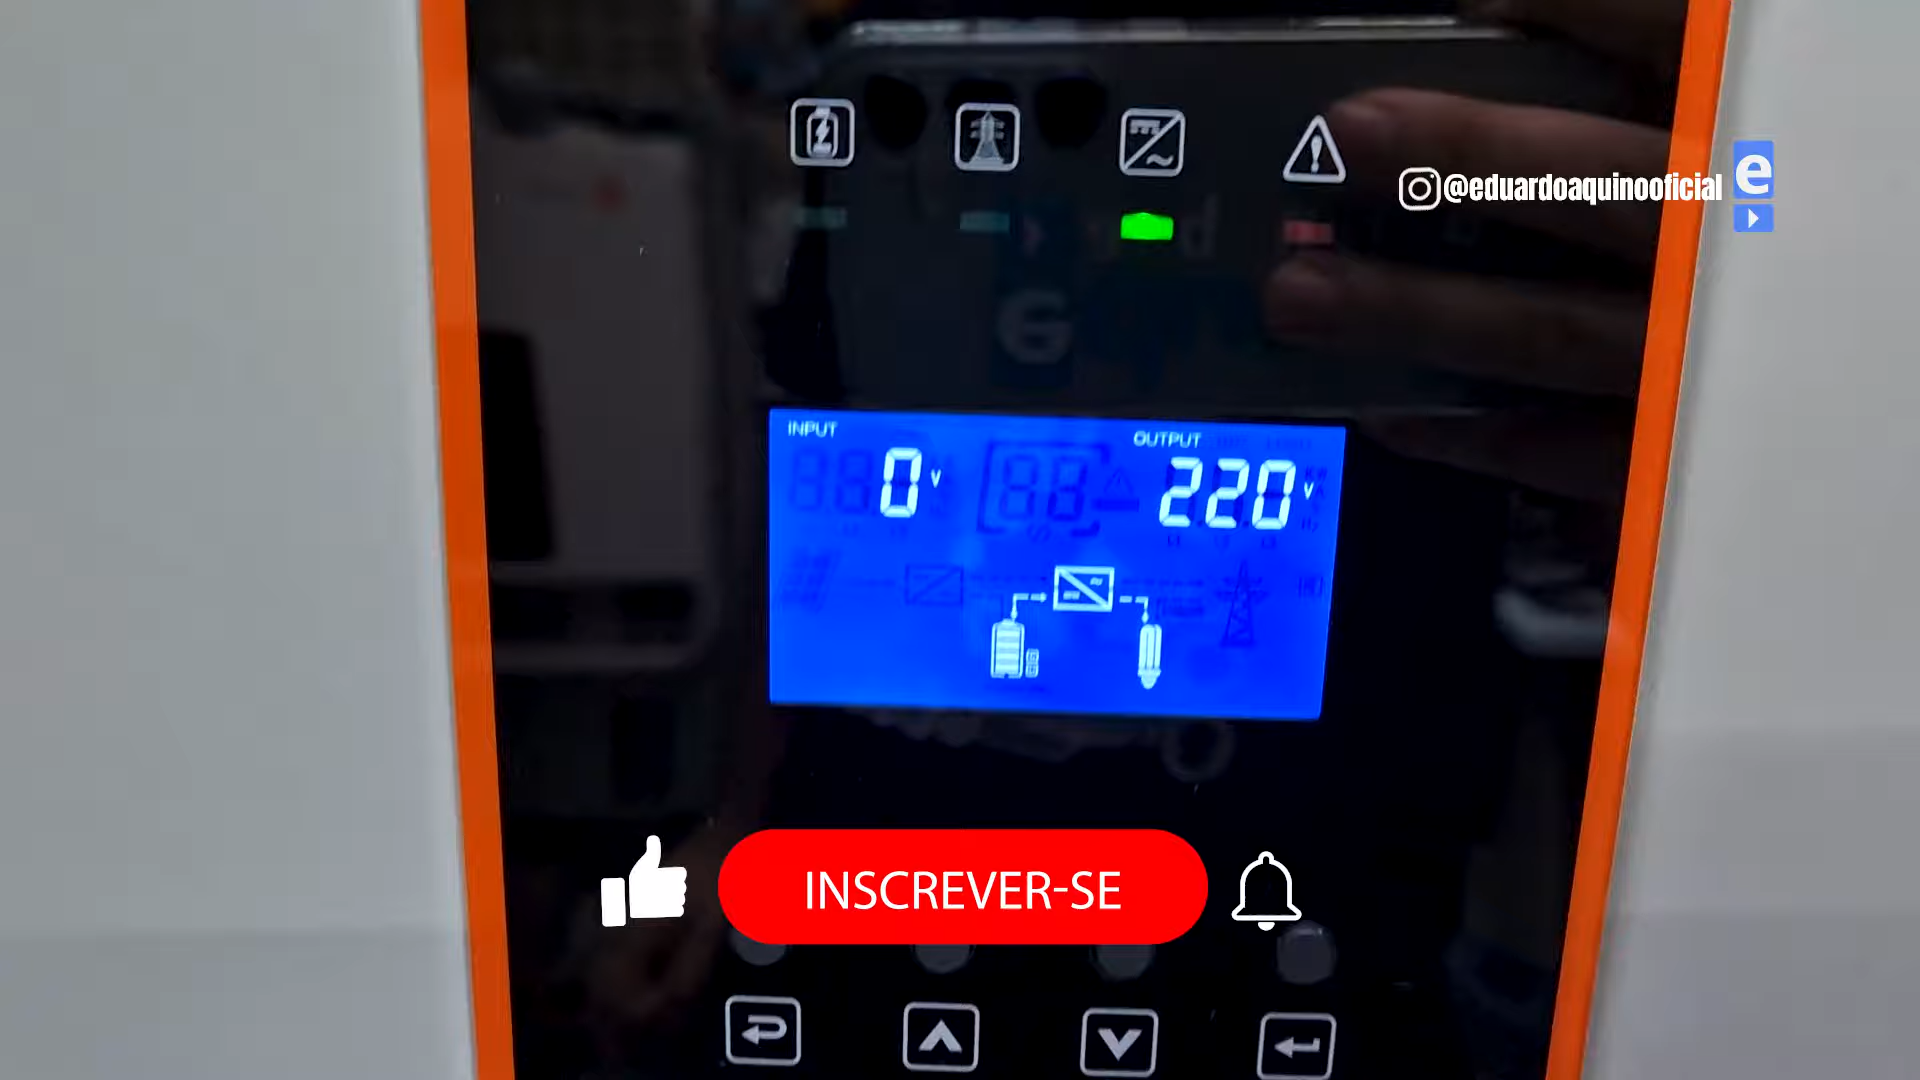 @eduardoaquinooficial
e
INPUT
OUTPUT
0 V
220 V
INSCREVER-SE